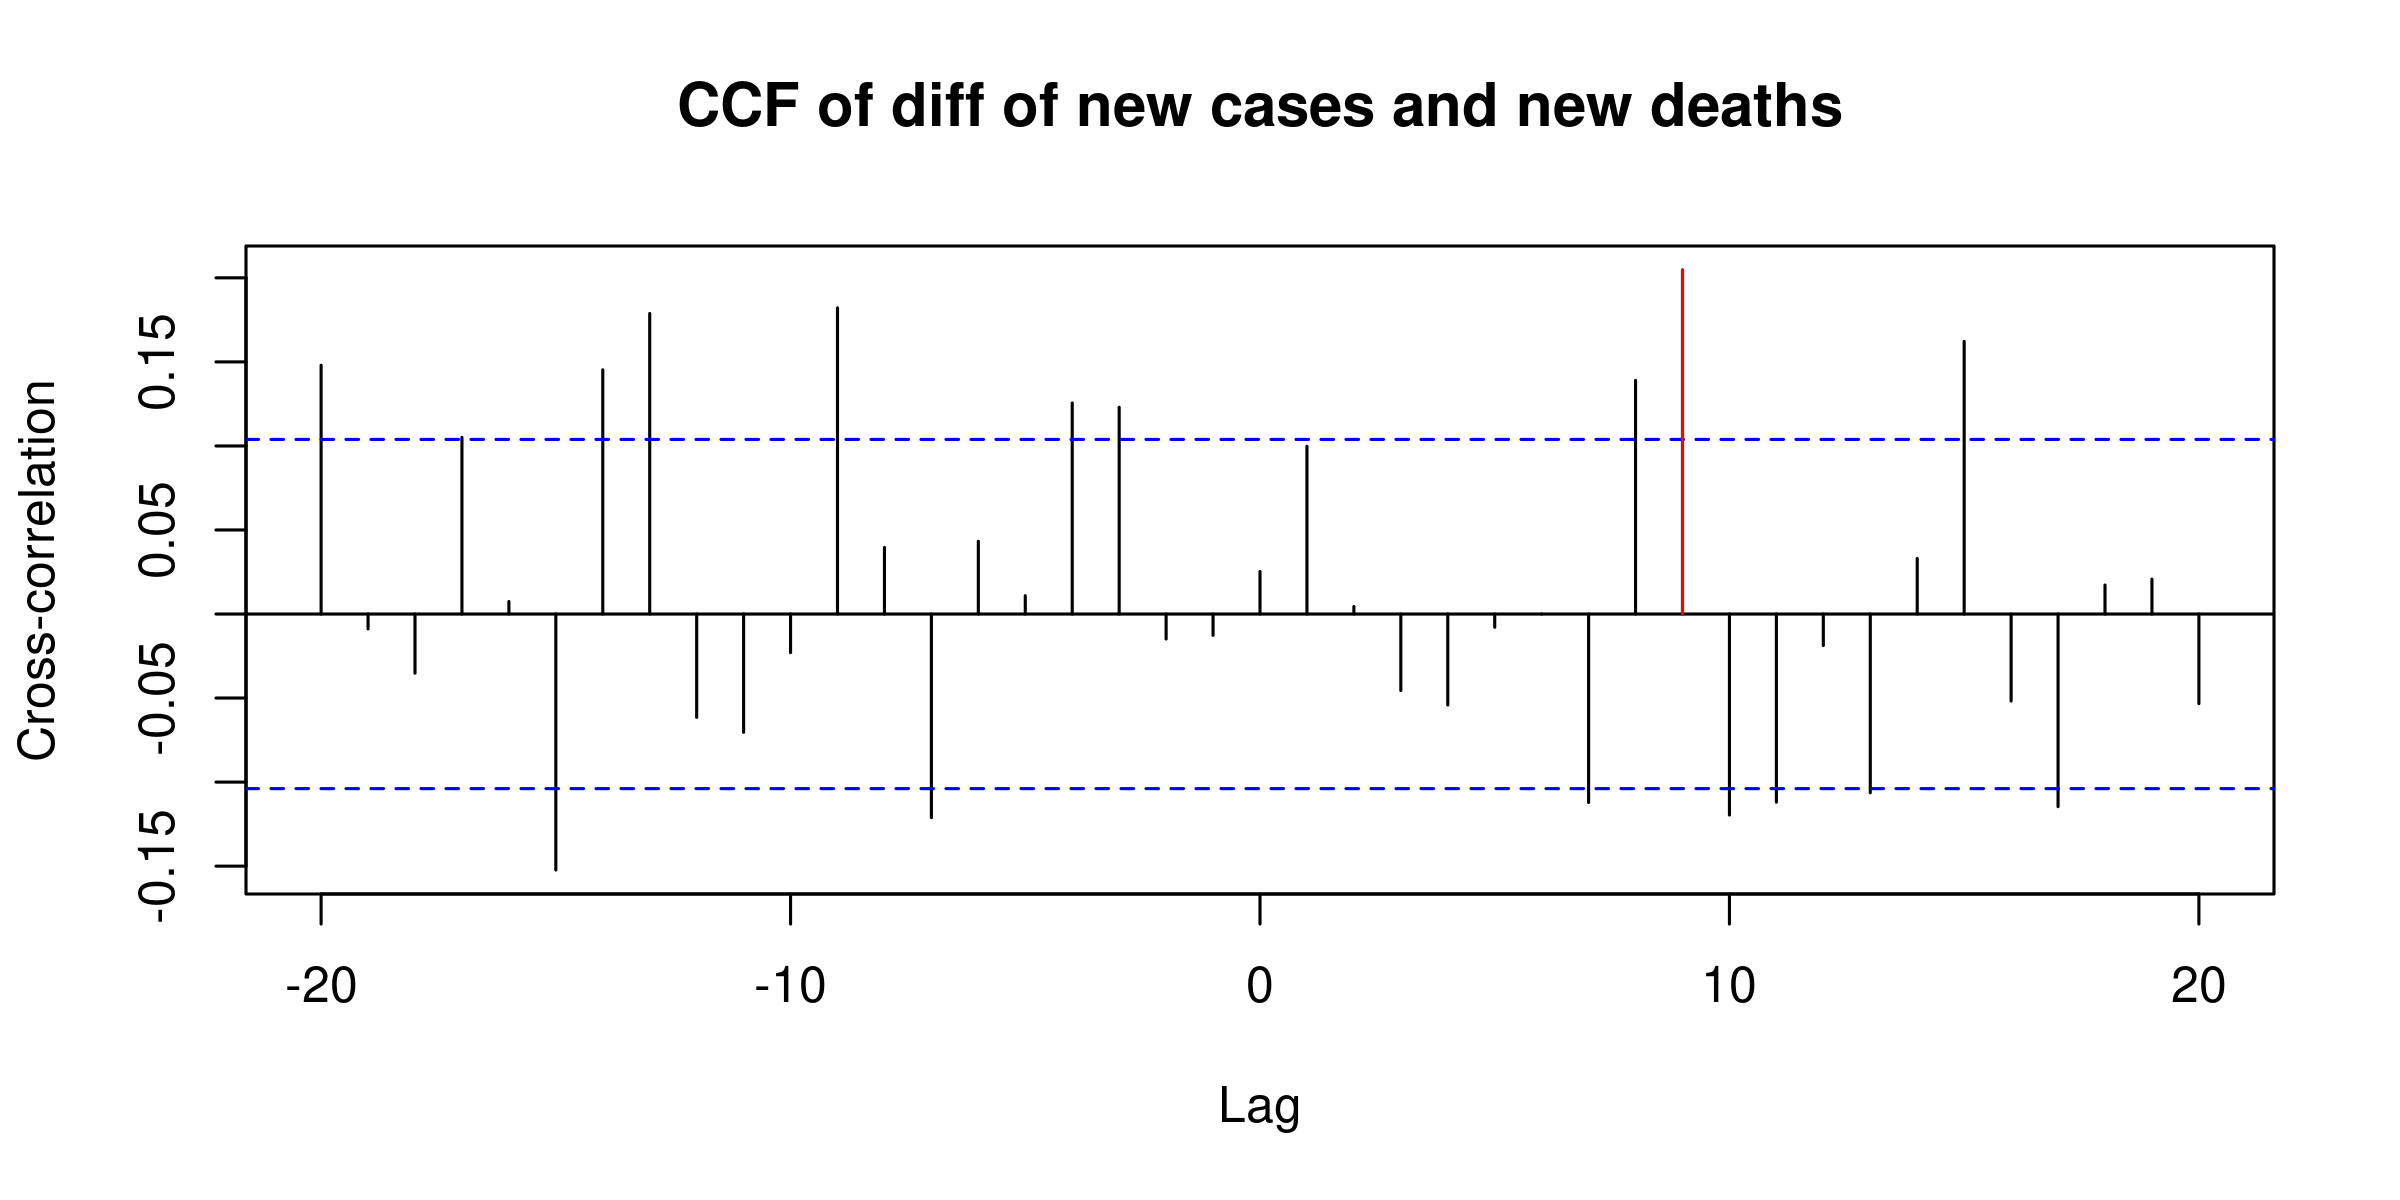 CCF of diff of new cases and new deaths
Cross-correlation
0.15
0.05
-0.05
-0.15
-20 -10 0 10 20
Lag